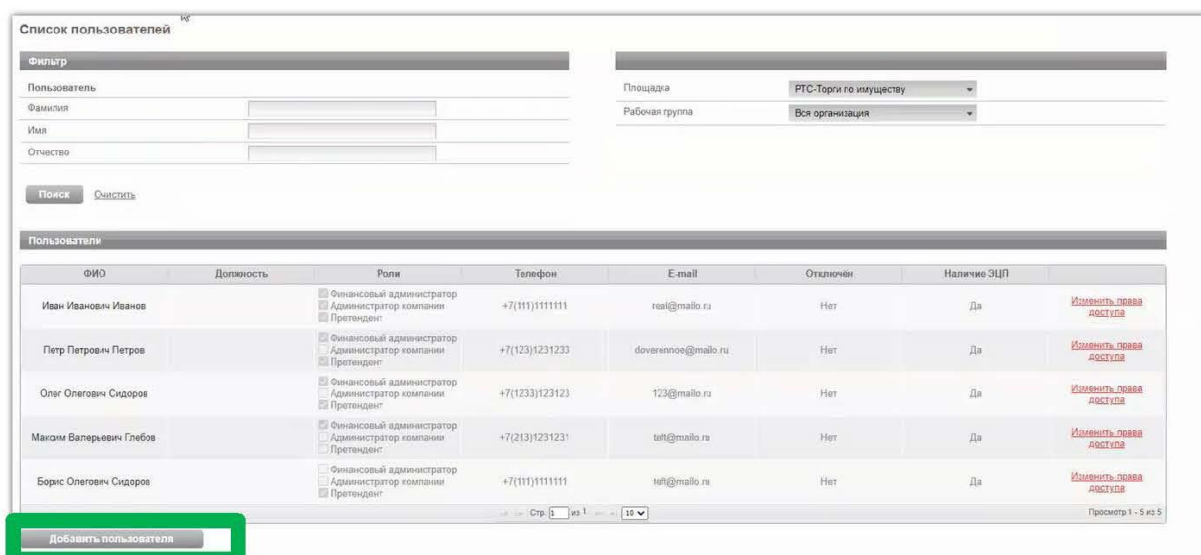 Список пользователей
Фильтр
Пользователь
Фамилия
Имя
Отчество
Площадка РТС-Торги по имуществу
Рабочая группа Вся организация
Поиск Очистить
Пользователи
ФИО Должность Роли Телефон E-mail Отключён Наличие ЭЦП
Иван Иванович Иванов Финансовый администратор Администратор компании Претендент +7(111)1111111 real@mailo.ru Нет Да Изменить права доступа
Петр Петрович Петров Финансовый администратор Администратор компании Претендент +7(123)1231233 doverennoe@mailo.ru Нет Да Изменить права доступа
Олег Олегович Сидоров Финансовый администратор Администратор компании Претендент +7(1233)123123 123@mailo.ru Нет Да Изменить права доступа
Максим Валерьевич Глебов Финансовый администратор Администратор компании Претендент +7(213)1231231 Нет Да Изменить права доступа
Борис Олегович Сидоров Финансовый администратор Администратор компании Претендент +7(111)1111111 Нет Да Изменить права доступа
Стр. 1 из 1 10 Просмотр 1 - 5 из 5
Добавить пользователя